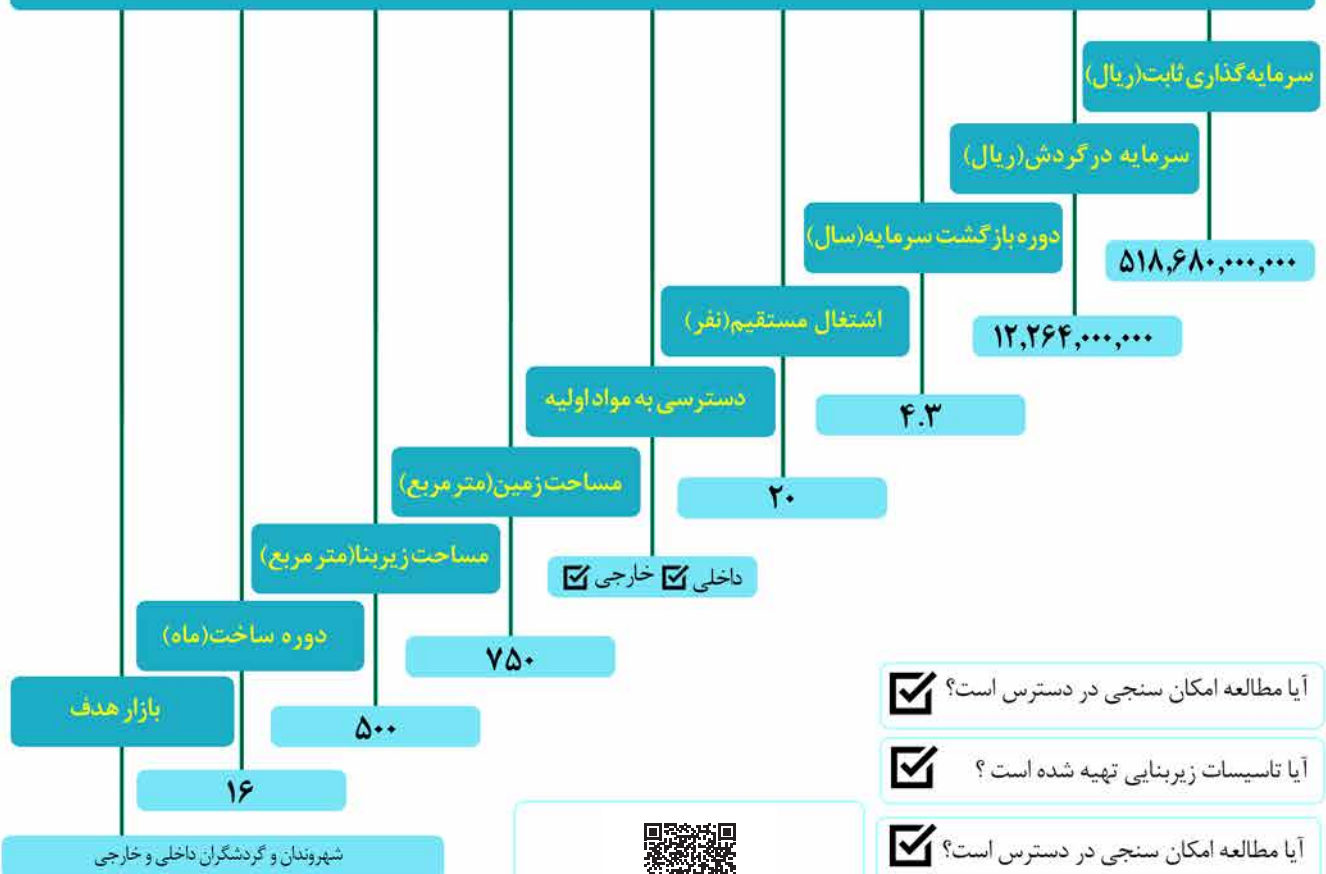 سرمایه‌گذاری ثابت(ریال)
۵۱۸,۶۸۰,۰۰۰,۰۰۰
سرمایه در گردش(ریال)
۱۲,۲۶۴,۰۰۰,۰۰۰
دوره بازگشت سرمایه(سال)
۴.۳
اشتغال مستقیم(نفر)
۲۰
دسترسی به مواد اولیه
داخلی ☑ خارجی ☑
مساحت زمین(متر مربع)
۷۵۰
مساحت زیربنا(متر مربع)
۵۰۰
دوره ساخت(ماه)
۱۶
بازار هدف
شهروندان و گردشگران داخلی و خارجی
آیا مطالعه امکان سنجی در دسترس است؟ ☑
آیا تاسیسات زیربنایی تهیه شده است ؟ ☑
آیا مطالعه امکان سنجی در دسترس است؟ ☑